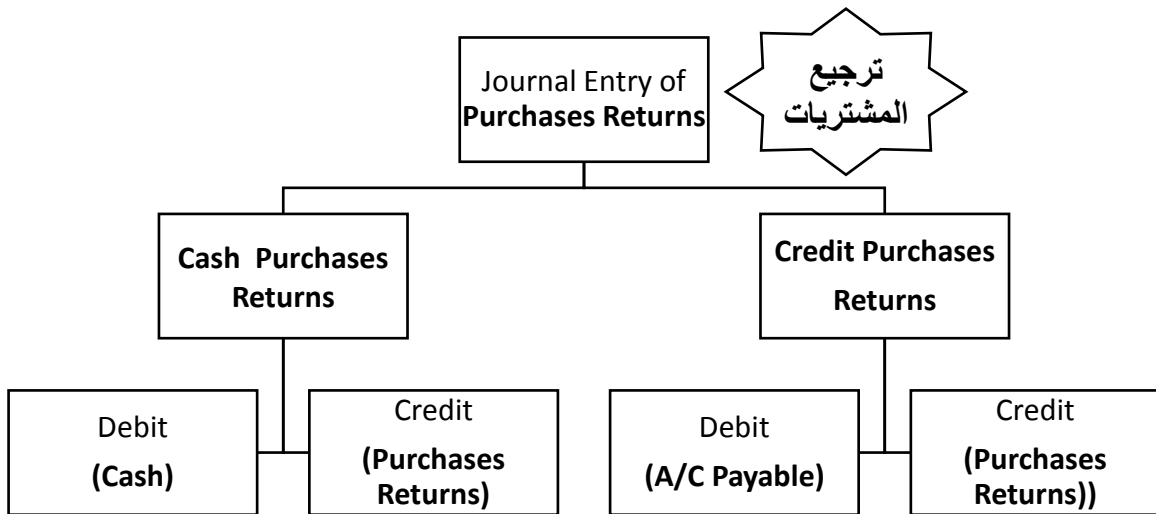 Journal Entry of
Purchases Returns
ترجيع
المشتريات
Cash Purchases
Returns
Credit Purchases
Returns
Debit
(Cash)
Credit
(Purchases
Returns)
Debit
(A/C Payable)
Credit
(Purchases
Returns))